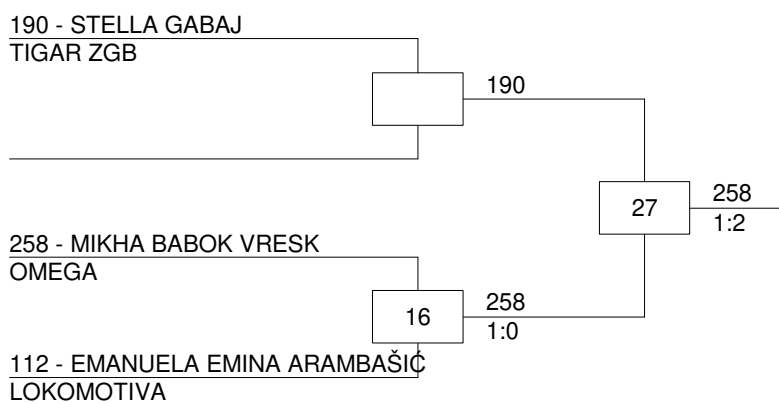 190 - STELLA GABAJ
TIGAR ZGB
190
258 - MIKHA BABOK VRESK
OMEGA
16
258
1:0
112 - EMANUELA EMINA ARAMBAŠIĆ
LOKOMOTIVA
27
258
1:2